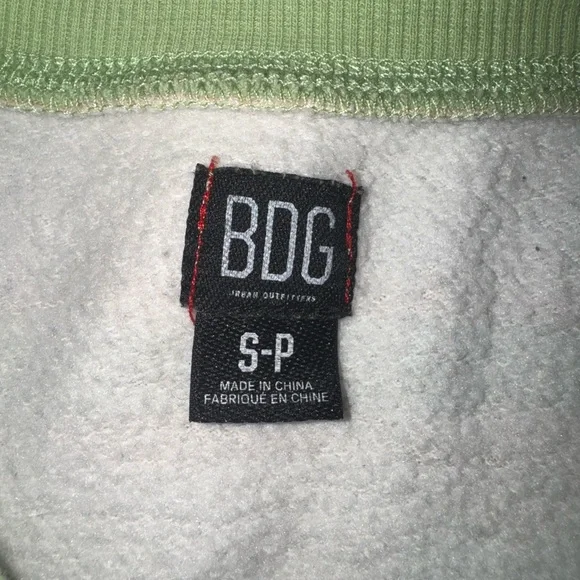 BDG
URBAN OUTFITTERS
S-P
MADE IN CHINA
FABRIQUÉ EN CHINE